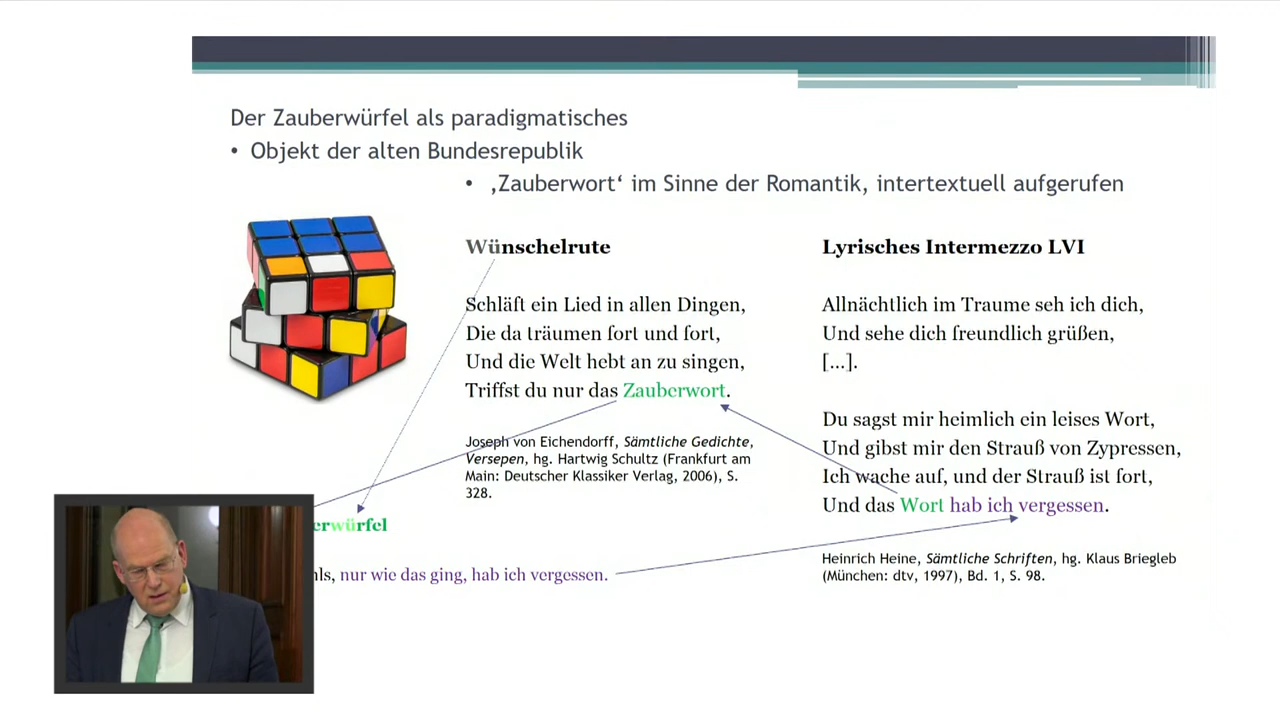 Der Zauberwürfel als paradigmatisches
• Objekt der alten Bundesrepublik
• ‚Zauberwort‘ im Sinne der Romantik, intertextuell aufgerufen
Wünschelrute
Schläft ein Lied in allen Dingen,
Die da träumen fort und fort,
Und die Welt hebt an zu singen,
Triffst du nur das Zauberwort.
Joseph von Eichendorff, Sämtliche Gedichte,
Versepen, hg. Hartwig Schultz (Frankfurt am
Main: Deutscher Klassiker Verlag, 2006), S.
328.
Lyrisches Intermezzo LVI
Allnächtlich im Traume seh ich dich,
Und sehe dich freundlich grüßen,
[...].
Du sagst mir heimlich ein leises Wort,
Und gibst mir den Strauß von Zypressen,
Ich wache auf, und der Strauß ist fort,
Und das Wort hab ich vergessen.
Heinrich Heine, Sämtliche Schriften, hg. Klaus Briegleb
(München: dtv, 1997), Bd. 1, S. 98.
erwürfel
nur wie das ging, hab ich vergessen.